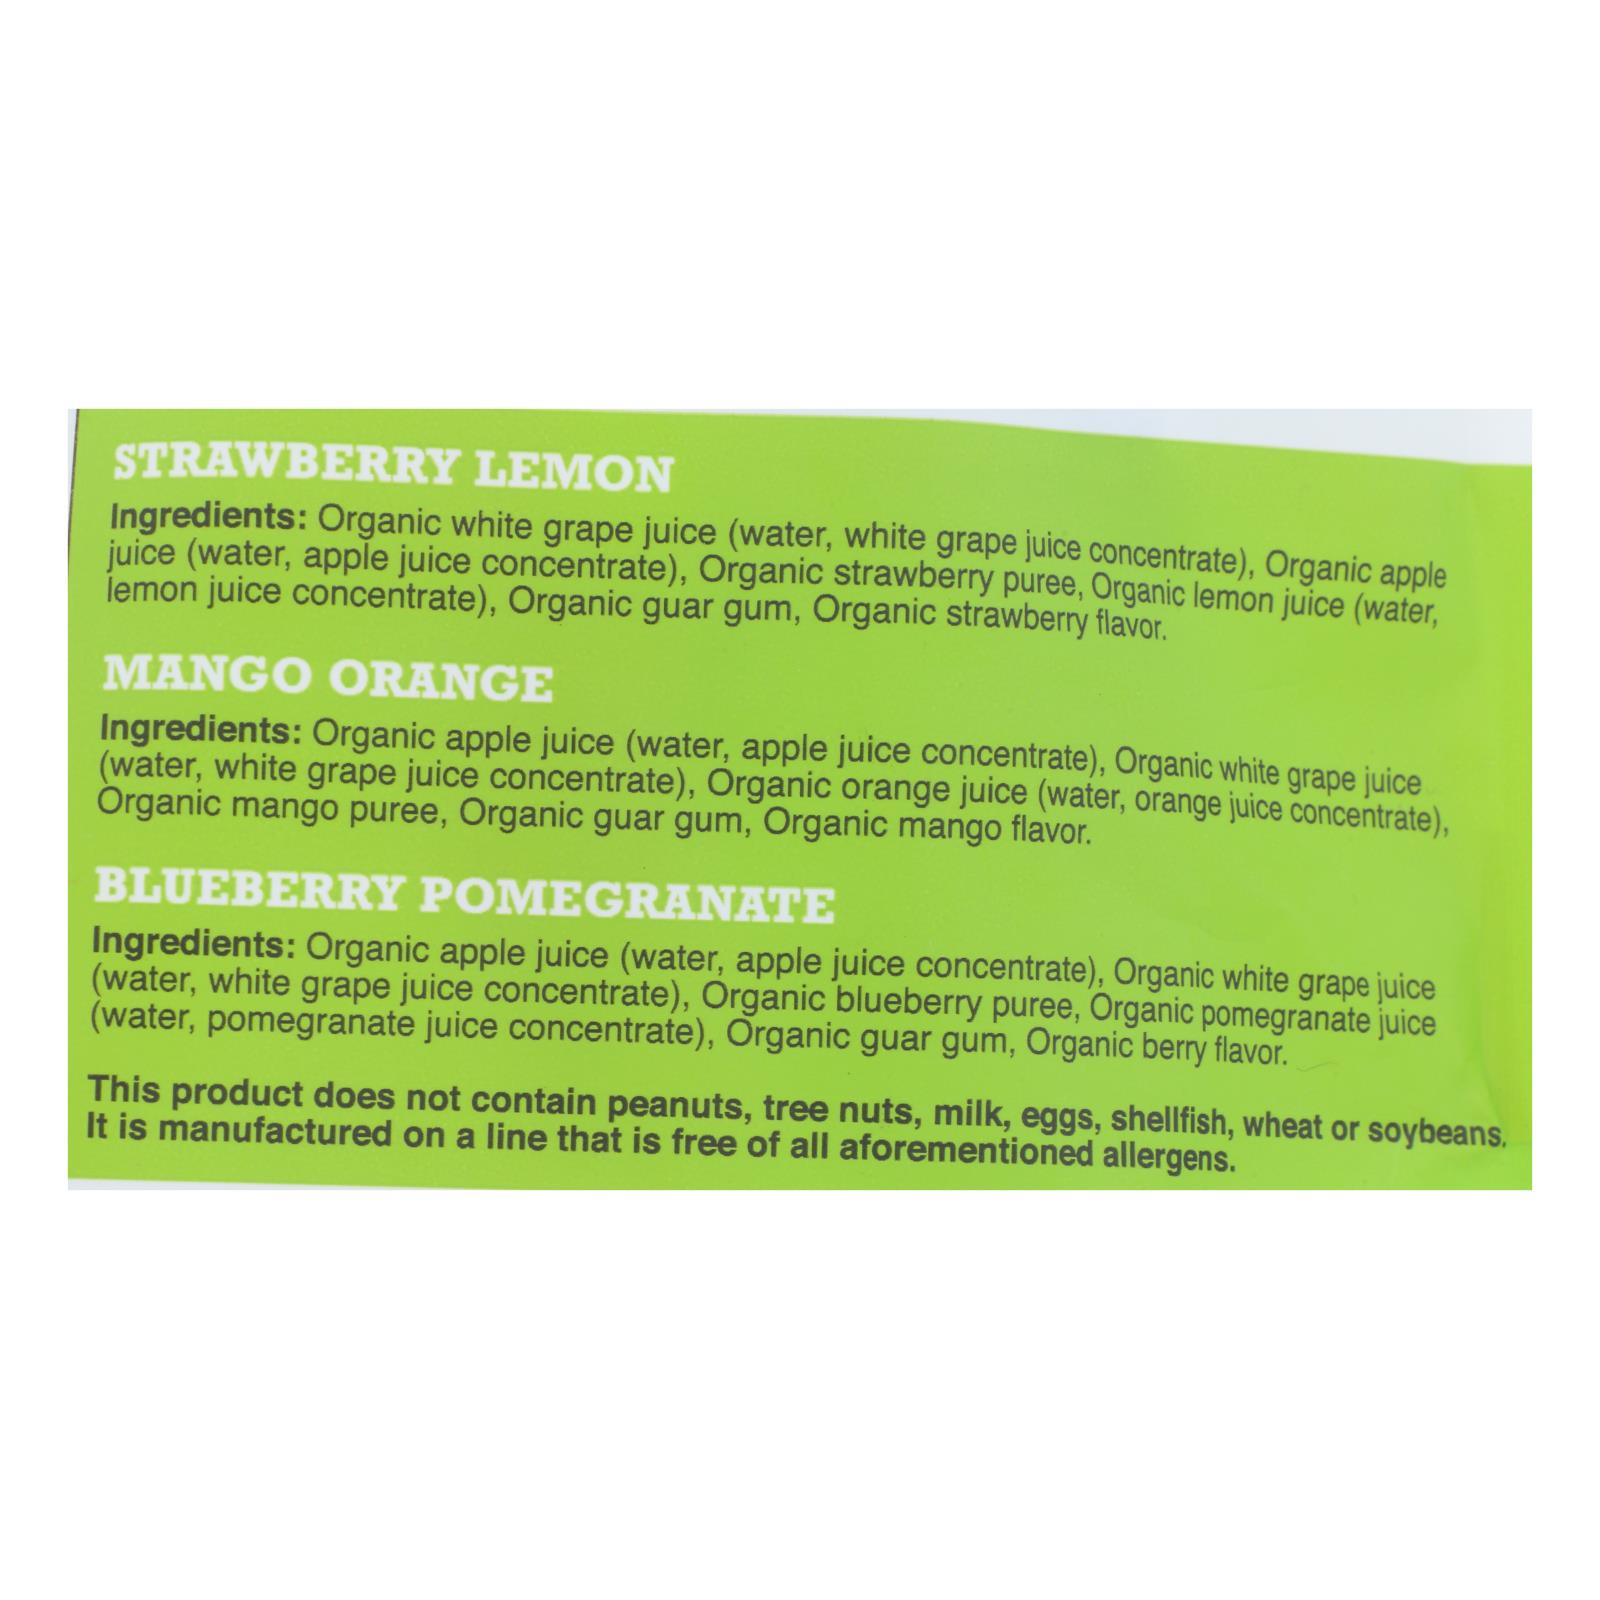 STRAWBERRY LEMON
Ingredients: Organic white grape juice (water, white grape juice concentrate), Organic apple
juice (water, apple juice concentrate), Organic strawberry puree, Organic lemon juice (water,
lemon juice concentrate), Organic guar gum, Organic strawberry flavor.
MANGO ORANGE
Ingredients: Organic apple juice (water, apple juice concentrate), Organic white grape juice
(water, white grape juice concentrate), Organic orange juice (water, orange juice concentrate),
Organic mango puree, Organic guar gum, Organic mango flavor.
BLUEBERRY POMEGRANATE
Ingredients: Organic apple juice (water, apple juice concentrate), Organic white grape juice
(water, white grape juice concentrate), Organic blueberry puree, Organic pomegranate juice
(water, pomegranate juice concentrate), Organic guar gum, Organic berry flavor.
This product does not contain peanuts, tree nuts, milk, eggs, shellfish, wheat or soybeans.
It is manufactured on a line that is free of all aforementioned allergens.